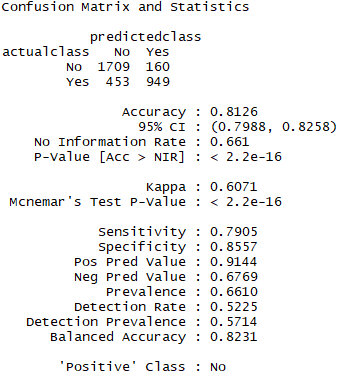 Confusion Matrix and Statistics
predictedclass
actualclass No Yes
No 1709 160
Yes 453 949
Accuracy : 0.8126
95% CI : (0.7988, 0.8258)
No Information Rate : 0.661
P-Value [Acc > NIR] : < 2.2e-16
Kappa : 0.6071
Mcnemar's Test P-Value : < 2.2e-16
Sensitivity : 0.7905
Specificity : 0.8557
Pos Pred Value : 0.9144
Neg Pred Value : 0.6769
Prevalence : 0.6610
Detection Rate : 0.5225
Detection Prevalence : 0.5714
Balanced Accuracy : 0.8231
'Positive' Class : No